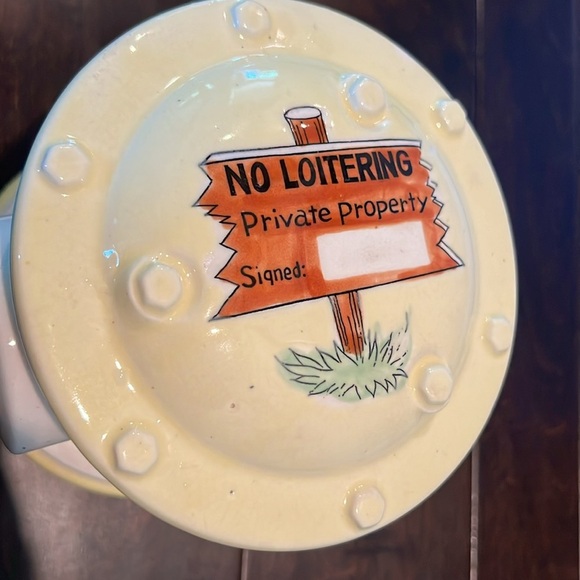 NO LOITERING
Private Property
Signed: